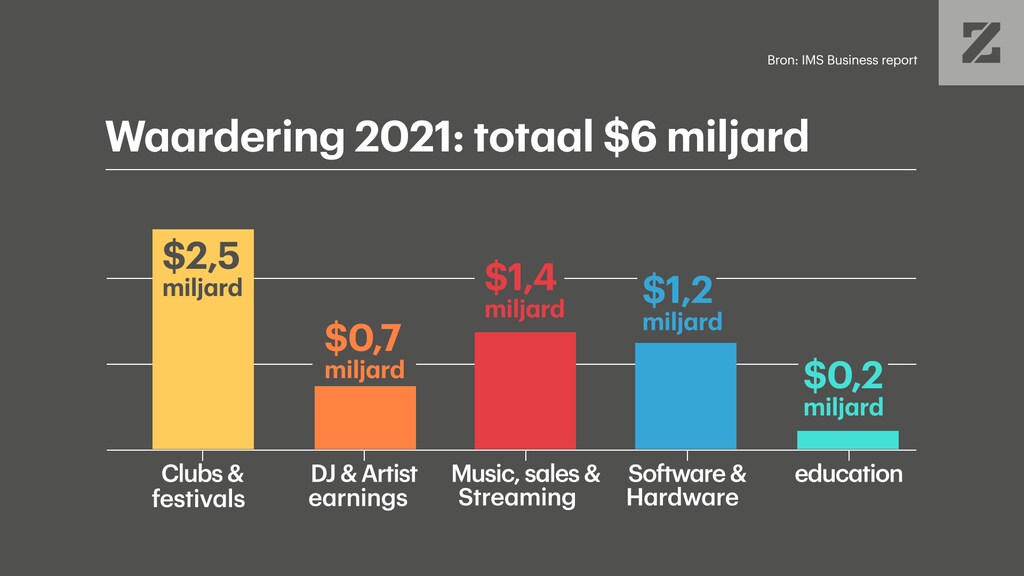 Z
Bron: IMS Business report
Waardering 2021: totaal $6 miljard
$2,5
miljard
$0,7
miljard
$1,4
miljard
$1,2
miljard
$0,2
miljard
Clubs &
festivals
DJ & Artist
earnings
Music, sales &
Streaming
Software &
Hardware
education